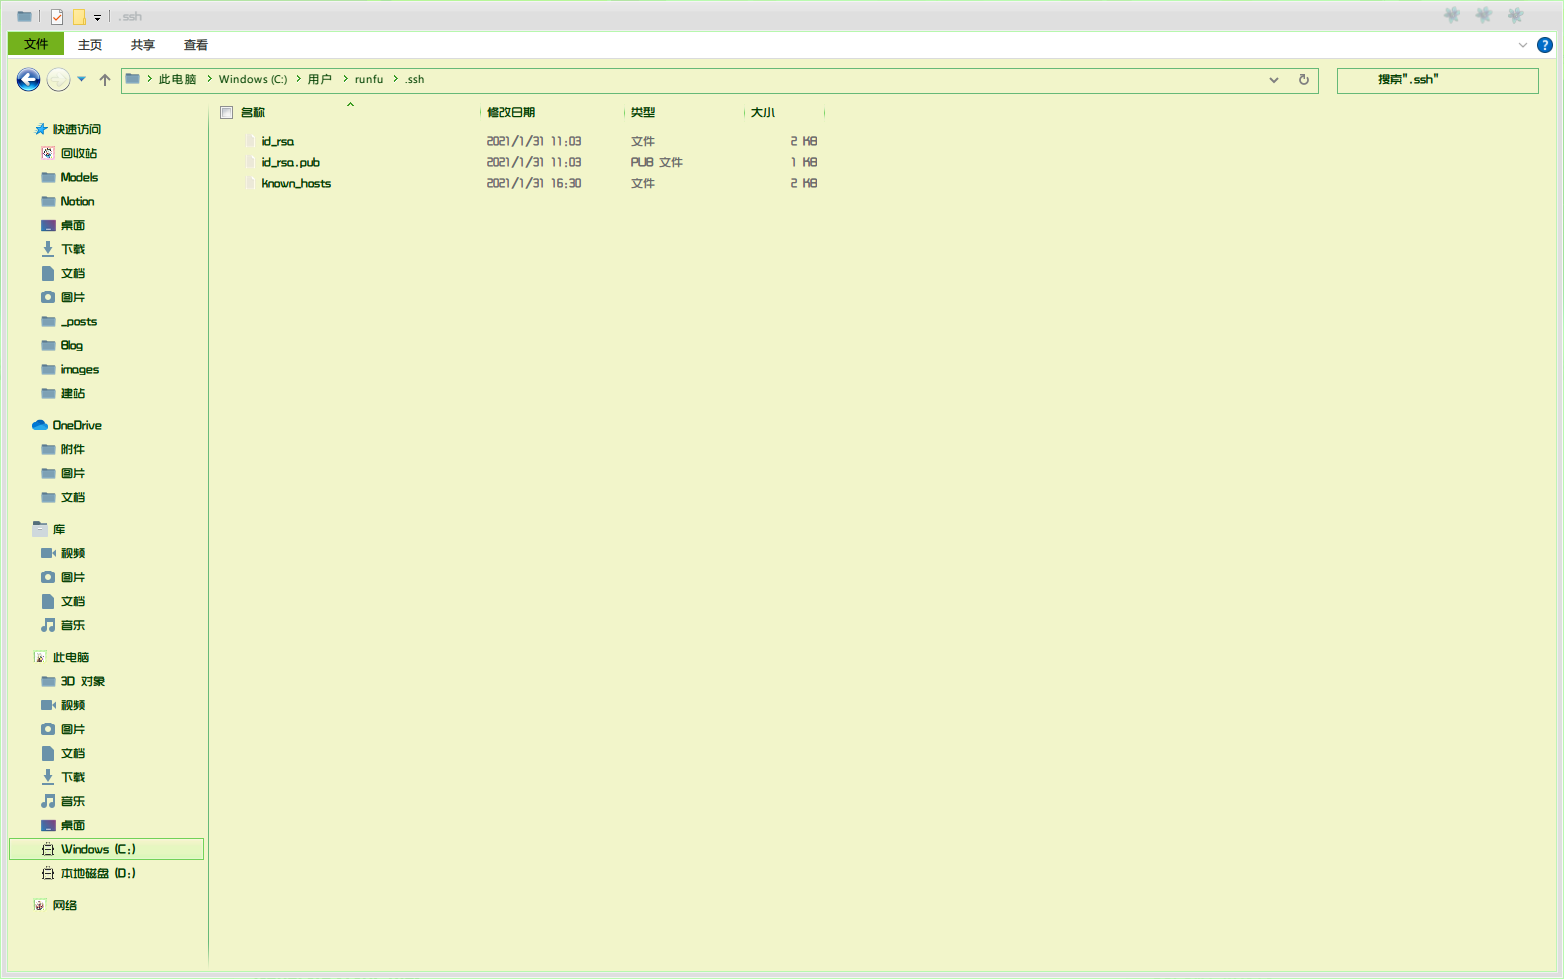 .ssh
文件 主页 共享 查看
此电脑 Windows (C:) 用户 runfu .ssh
搜索".ssh"
名称 修改日期 类型 大小
id_rsa 2021/1/31 11:03 文件 2 KB
id_rsa.pub 2021/1/31 11:03 PUB 文件 1 KB
known_hosts 2021/1/31 16:30 文件 2 KB
快速访问
回收站
Models
Notion
桌面
下载
文档
图片
_posts
Blog
images
建站
OneDrive
附件
图片
文档
库
视频
图片
文档
音乐
此电脑
3D 对象
视频
图片
文档
下载
音乐
桌面
Windows (C:)
本地磁盘 (D:)
网络